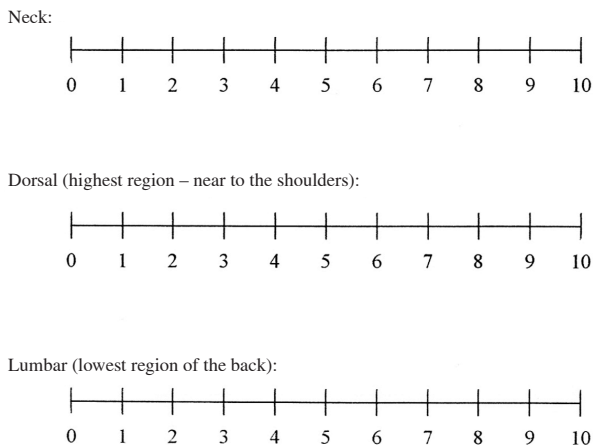 Neck:
0 1 2 3 4 5 6 7 8 9 10
Dorsal (highest region – near to the shoulders):
0 1 2 3 4 5 6 7 8 9 10
Lumbar (lowest region of the back):
0 1 2 3 4 5 6 7 8 9 10